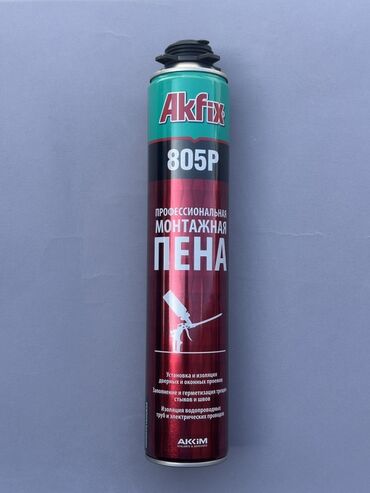 Akfix
805P
ПРОФЕССИОНАЛЬНАЯ
МОНТАЖНАЯ
ПЕНА
Установка и изоляция
дверных и оконных проемов
Заполнение и герметизация трещин,
стыков и швов
Изоляция водопроводных
труб и электрических проводов
AKKİM